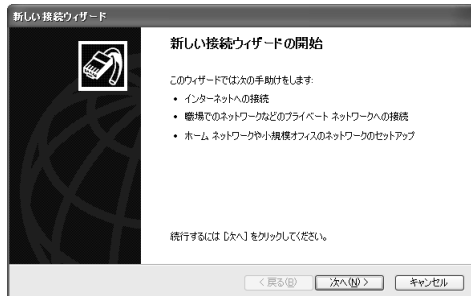 新しい接続ウィザード
新しい接続ウィザードの開始
このウィザードでは次の手助けをします:
• インターネットへの接続
• 職場でのネットワークなどのプライベート ネットワークへの接続
• ホーム ネットワークや小規模オフィスのネットワークのセットアップ
続行するには [次へ] をクリックしてください。
< 戻る(B)
次へ(N) >
キャンセル